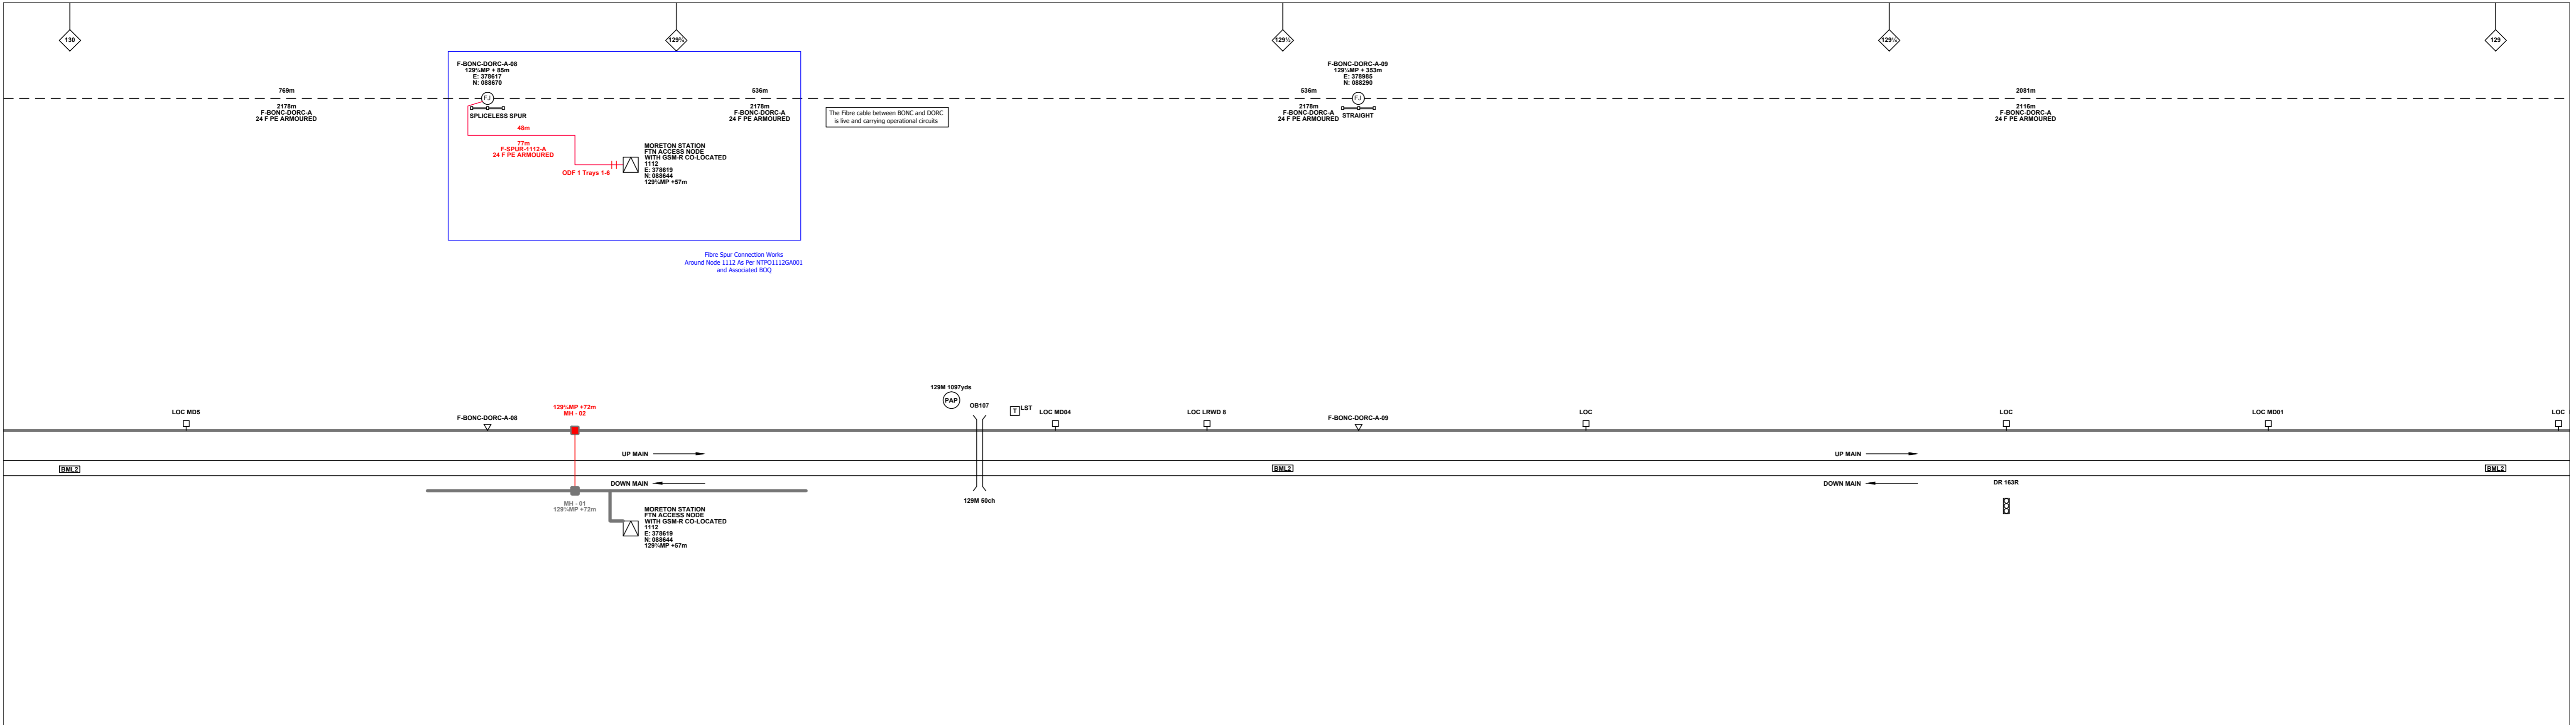 130
129¾
129½
129¼
129
F-BONC-DORC-A-08
129¾MP + 85m
E: 378617
N: 088670
FJ
SPLICELESS SPUR
769m
2178m
F-BONC-DORC-A
24 F PE ARMOURED
536m
2178m
F-BONC-DORC-A
24 F PE ARMOURED
The Fibre cable between BONC and DORC
is live and carrying operational circuits
48m
77m
F-SPUR-1112-A
24 F PE ARMOURED
ODF 1 Trays 1-6
MORETON STATION
FTN ACCESS NODE
WITH GSM-R CO-LOCATED
1112
E: 378619
N: 088644
129¾MP +57m
Fibre Spur Connection Works
Around Node 1112 As Per NTPO1112GA001
and Associated BOQ
536m
2178m
F-BONC-DORC-A
24 F PE ARMOURED
F-BONC-DORC-A-09
129¼MP + 353m
E: 378985
N: 088290
FJ
STRAIGHT
2081m
2116m
F-BONC-DORC-A
24 F PE ARMOURED
LOC MD5
F-BONC-DORC-A-08
129¾MP +72m
MH - 02
129M 1097yds
PAP
OB107
T
LST
LOC MD04
LOC LRWD 8
F-BONC-DORC-A-09
LOC
LOC
LOC MD01
LOC
UP MAIN
UP MAIN
BML2
BML2
BML2
DOWN MAIN
DOWN MAIN
MH - 01
129¾MP +72m
129M 50ch
DR 163R
MORETON STATION
FTN ACCESS NODE
WITH GSM-R CO-LOCATED
1112
E: 378619
N: 088644
129¾MP +57m